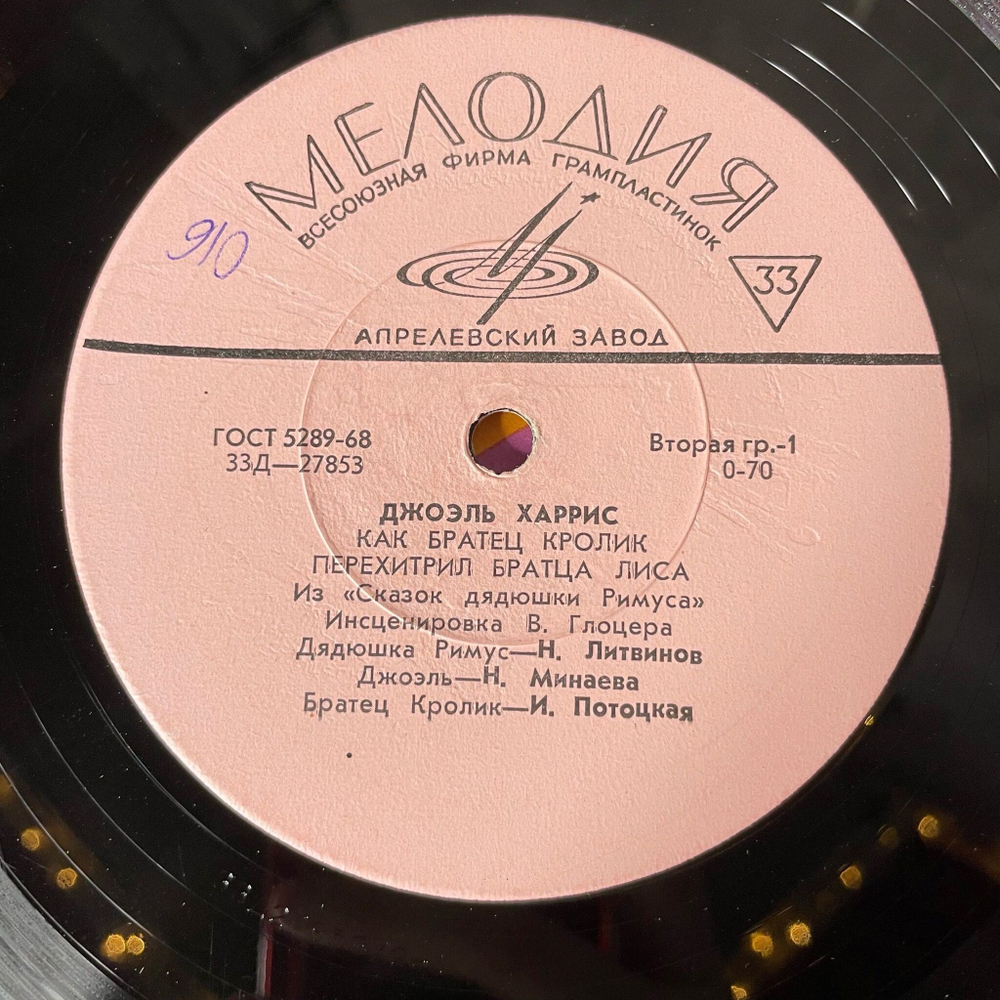 МЕЛОДИЯ
ВСЕСОЮЗНАЯ ФИРМА ГРАМПЛАСТИНОК
910
33
АПРЕЛЕВСКИЙ ЗАВОД
ГОСТ 5289-68
33Д—27853
Вторая гр.-1
0-70
ДЖОЭЛЬ ХАРРИС
КАК БРАТЕЦ КРОЛИК
ПЕРЕХИТРИЛ БРАТЦА ЛИСА
Из «Сказок дядюшки Римуса»
Инсценировка В. Глоцера
Дядюшка Римус—Н. Литвинов
Джоэль—Н. Минаева
Братец Кролик—И. Потоцкая